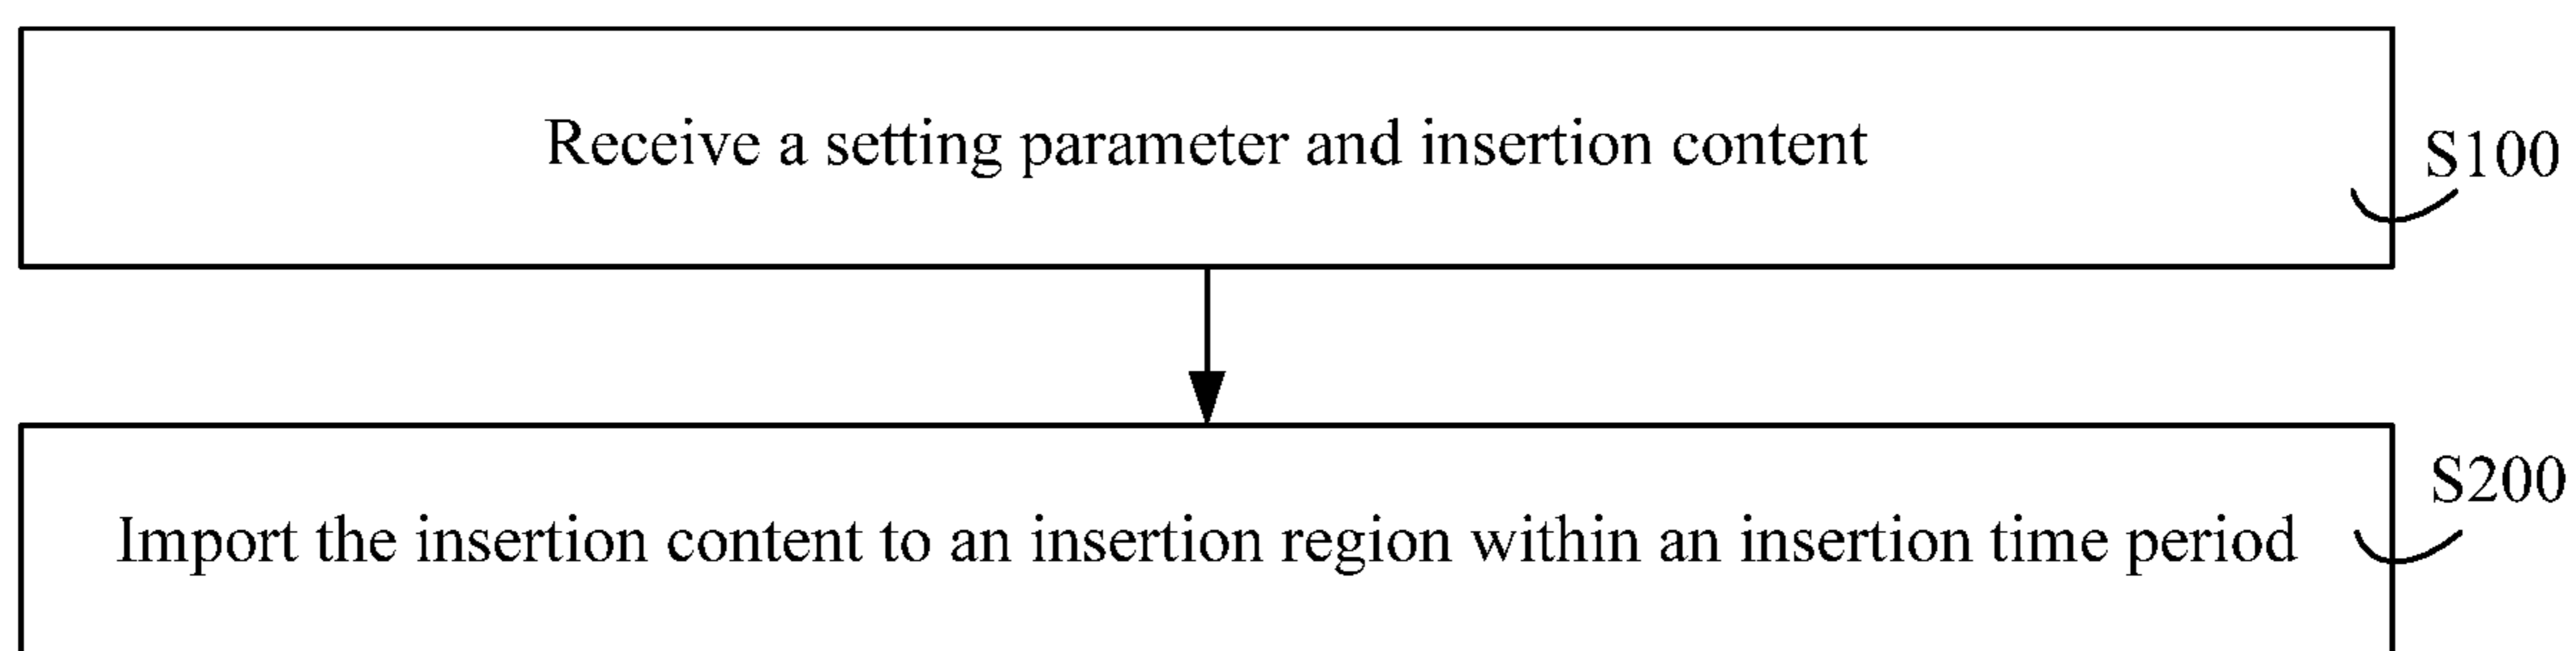 Receive a setting parameter and insertion content
S100
S200
Import the insertion content to an insertion region within an insertion time period